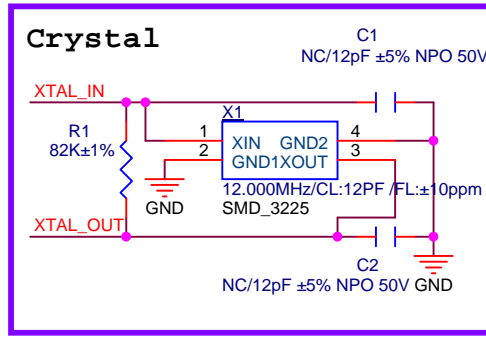 Crystal
C1
NC/12pF ±5% NPO 50V
XTAL_IN
X1
R1
82K±1%
1 XIN GND2 4
2 GND1XOUT 3
12.000MHz/CL:12PF /FL:±10ppm
GND SMD_3225
XTAL_OUT
C2
NC/12pF ±5% NPO 50V GND